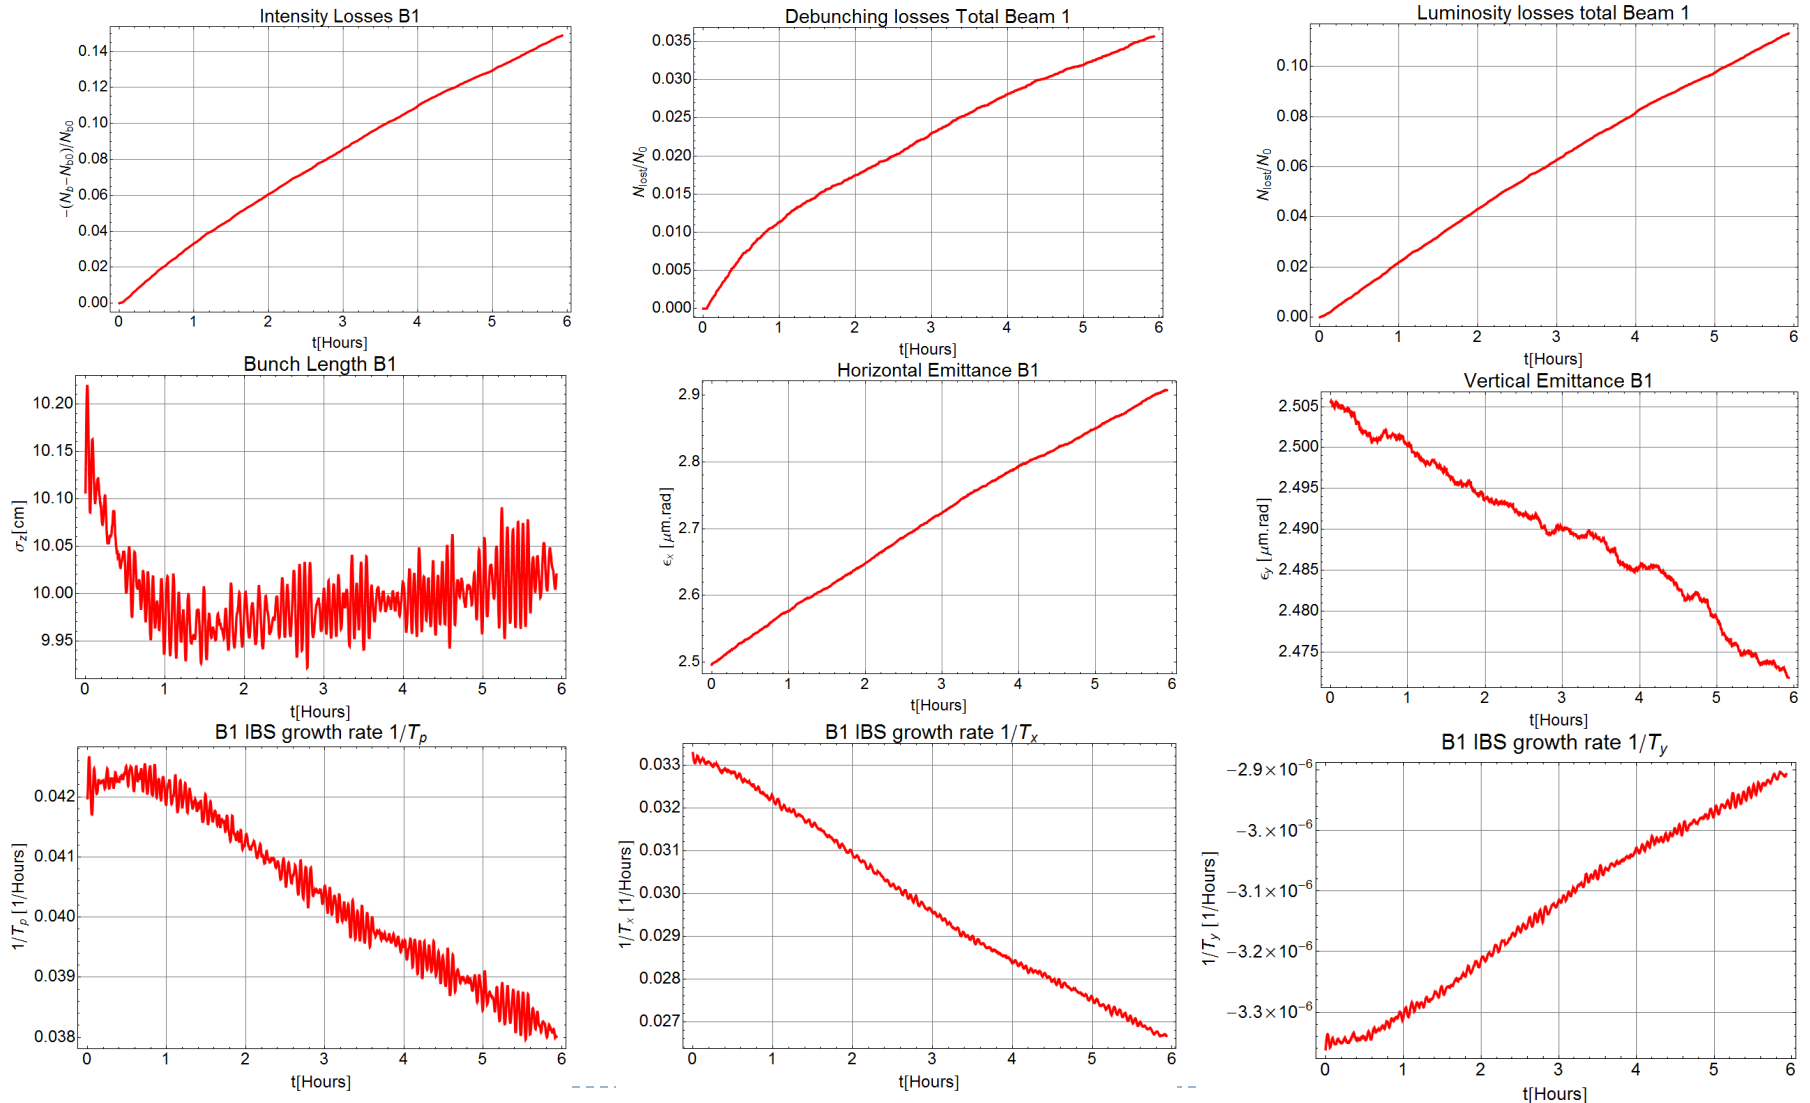 Intensity Losses B1
−(N_b−N_b0)/N_b0
0.14
0.12
0.10
0.08
0.06
0.04
0.02
0.00
0 1 2 3 4 5 6
t[Hours]
Debunching losses Total Beam 1
N_lost/N_0
0.035
0.030
0.025
0.020
0.015
0.010
0.005
0.000
0 1 2 3 4 5 6
t[Hours]
Luminosity losses total Beam 1
N_lost/N_0
0.10
0.08
0.06
0.04
0.02
0.00
0 1 2 3 4 5 6
t[Hours]
Bunch Length B1
σ_z[cm]
10.20
10.15
10.10
10.05
10.00
9.95
0 1 2 3 4 5 6
t[Hours]
Horizontal Emittance B1
ϵ_x [μm.rad]
2.9
2.8
2.7
2.6
2.5
0 1 2 3 4 5 6
t[Hours]
Vertical Emittance B1
ϵ_y [μm.rad]
2.505
2.500
2.495
2.490
2.485
2.480
2.475
0 1 2 3 4 5 6
t[Hours]
B1 IBS growth rate 1/T_p
1/T_p [1/Hours]
0.042
0.041
0.040
0.039
0.038
0 1 2 3 4 5 6
t[Hours]
B1 IBS growth rate 1/T_x
1/T_x [1/Hours]
0.033
0.032
0.031
0.030
0.029
0.028
0.027
0 1 2 3 4 5 6
t[Hours]
B1 IBS growth rate 1/T_y
1/T_y [1/Hours]
−2.9×10⁻⁶
−3.×10⁻⁶
−3.1×10⁻⁶
−3.2×10⁻⁶
−3.3×10⁻⁶
0 1 2 3 4 5 6
t[Hours]